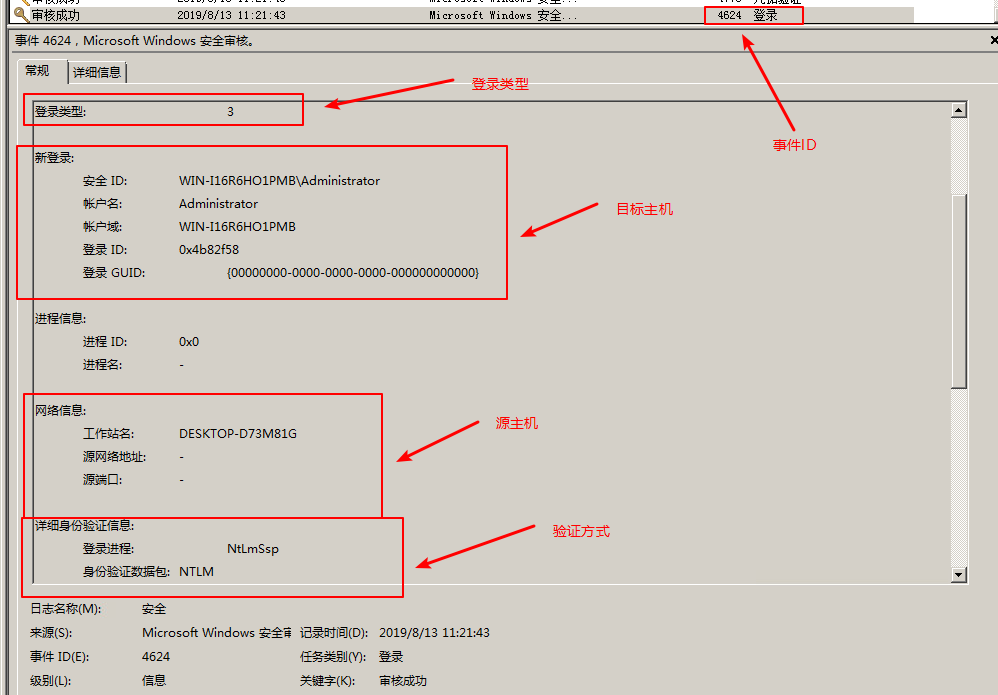 审核成功 2019/8/13 11:21:43 Microsoft Windows 安全... 4624 登录
事件 4624，Microsoft Windows 安全审核。
常规 详细信息
登录类型
登录类型: 3
事件ID
新登录:
安全 ID: WIN-I16R6HO1PMB\Administrator
帐户名: Administrator
目标主机
帐户域: WIN-I16R6HO1PMB
登录 ID: 0x4b82f58
登录 GUID: {00000000-0000-0000-0000-000000000000}
进程信息:
进程 ID: 0x0
进程名: -
网络信息:
源主机
工作站名: DESKTOP-D73M81G
源网络地址: -
源端口: -
详细身份验证信息:
验证方式
登录进程: NtLmSsp
身份验证数据包: NTLM
日志名称(M): 安全
来源(S): Microsoft Windows 安全审 记录时间(D): 2019/8/13 11:21:43
事件 ID(E): 4624 任务类别(Y): 登录
级别(L): 信息 关键字(K): 审核成功